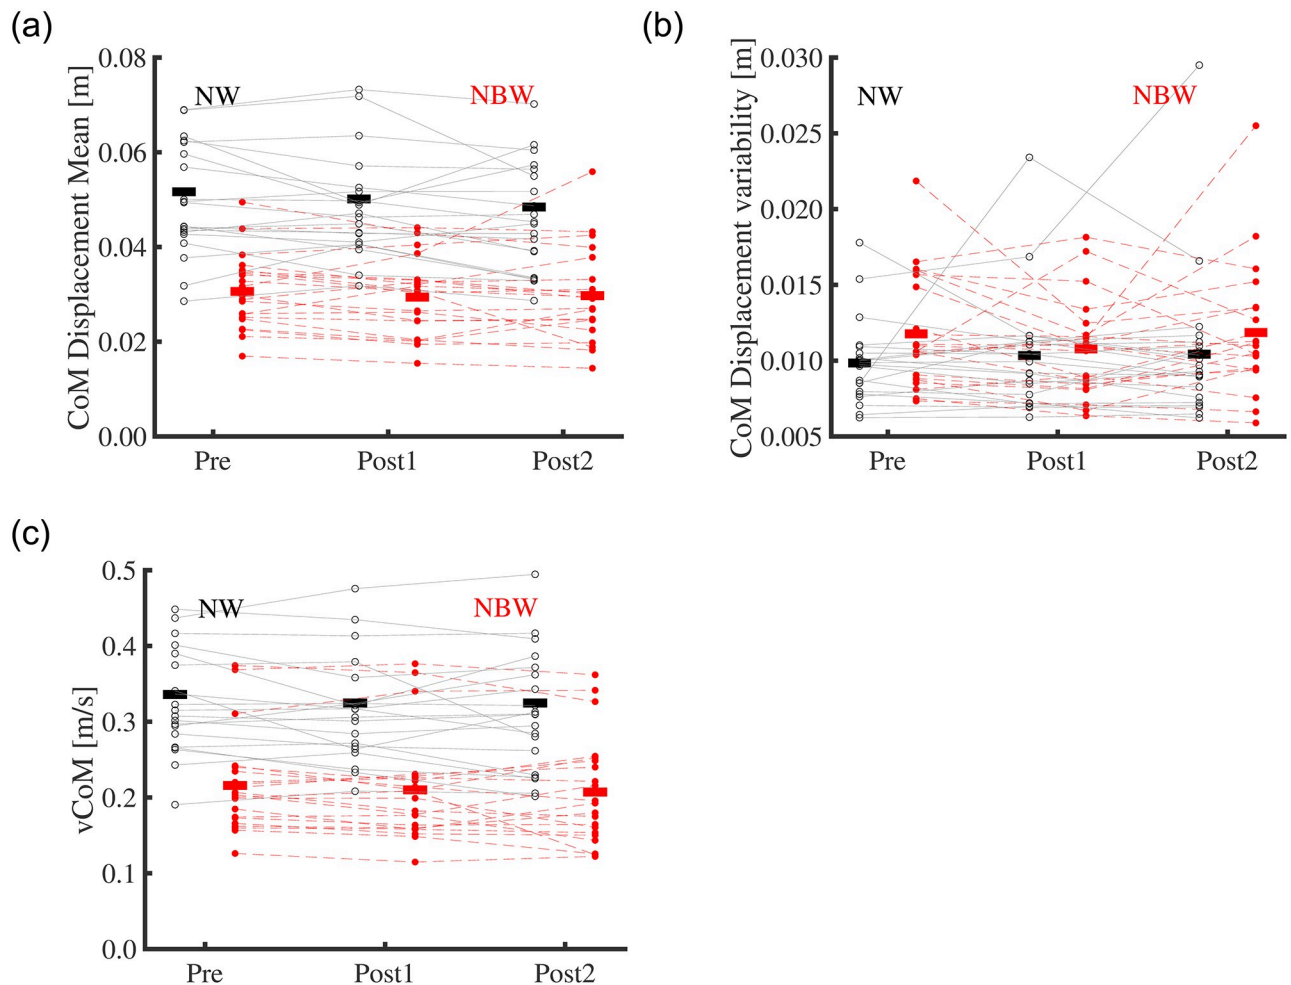 (a)
CoM Displacement Mean [m]
0.08
0.06
0.04
0.02
0.00
NW
NBW
Pre
Post1
Post2
(b)
CoM Displacement variability [m]
0.030
0.025
0.020
0.015
0.010
0.005
NW
NBW
Pre
Post1
Post2
(c)
vCoM [m/s]
0.5
0.4
0.3
0.2
0.1
0.0
NW
NBW
Pre
Post1
Post2